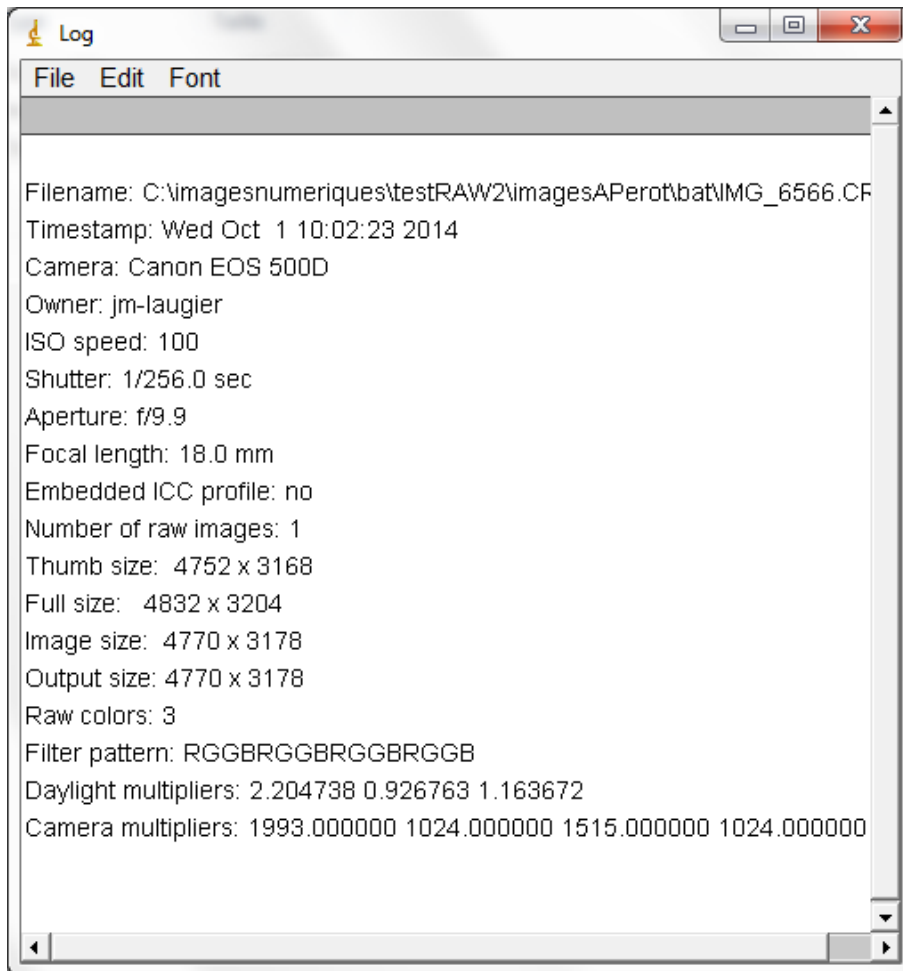 Log
File Edit Font
Filename: C:\imagesnumeriques\testRAW2\imagesAPerot\bat\IMG_6566.CR
Timestamp: Wed Oct  1 10:02:23 2014
Camera: Canon EOS 500D
Owner: jm-laugier
ISO speed: 100
Shutter: 1/256.0 sec
Aperture: f/9.9
Focal length: 18.0 mm
Embedded ICC profile: no
Number of raw images: 1
Thumb size:  4752 x 3168
Full size:   4832 x 3204
Image size:  4770 x 3178
Output size: 4770 x 3178
Raw colors: 3
Filter pattern: RGGBRGGBRGGBRGGB
Daylight multipliers: 2.204738 0.926763 1.163672
Camera multipliers: 1993.000000 1024.000000 1515.000000 1024.000000